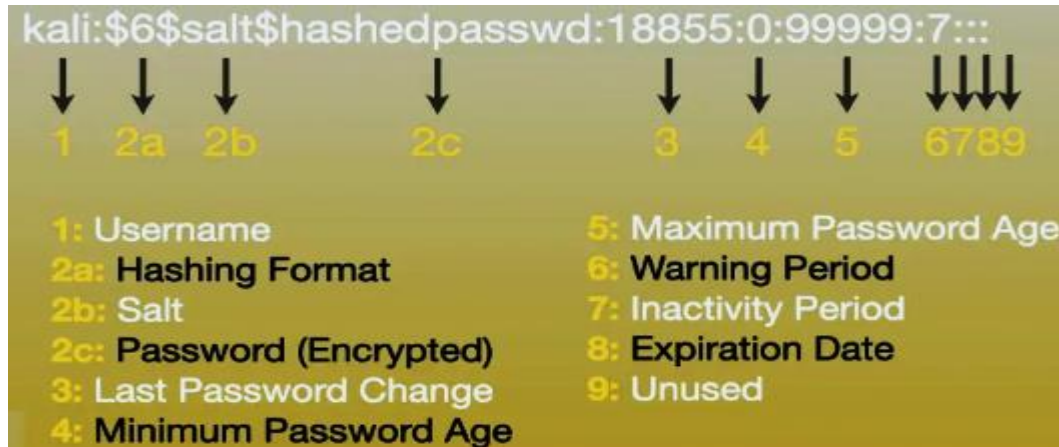 kali:$6$salt$hashedpasswd:18855:0:99999:7:::
1 2a 2b 2c 3 4 5 6789
1: Username
2a: Hashing Format
2b: Salt
2c: Password (Encrypted)
3: Last Password Change
4: Minimum Password Age
5: Maximum Password Age
6: Warning Period
7: Inactivity Period
8: Expiration Date
9: Unused